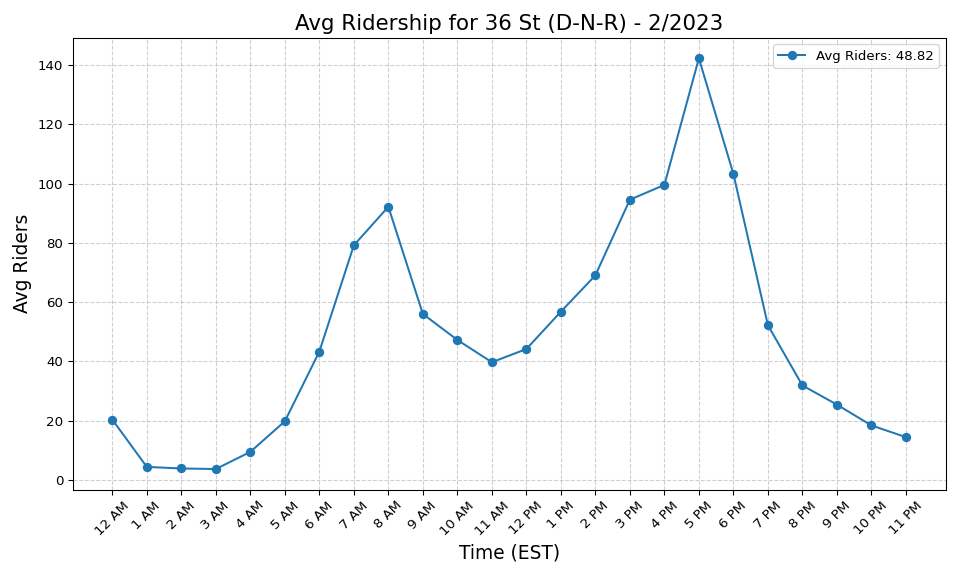 Avg Ridership for 36 St (D-N-R) - 2/2023
Avg Riders: 48.82
Avg Riders
140
120
100
80
60
40
20
0
12 AM
1 AM
2 AM
3 AM
4 AM
5 AM
6 AM
7 AM
8 AM
9 AM
10 AM
11 AM
12 PM
1 PM
2 PM
3 PM
4 PM
5 PM
6 PM
7 PM
8 PM
9 PM
10 PM
11 PM
Time (EST)